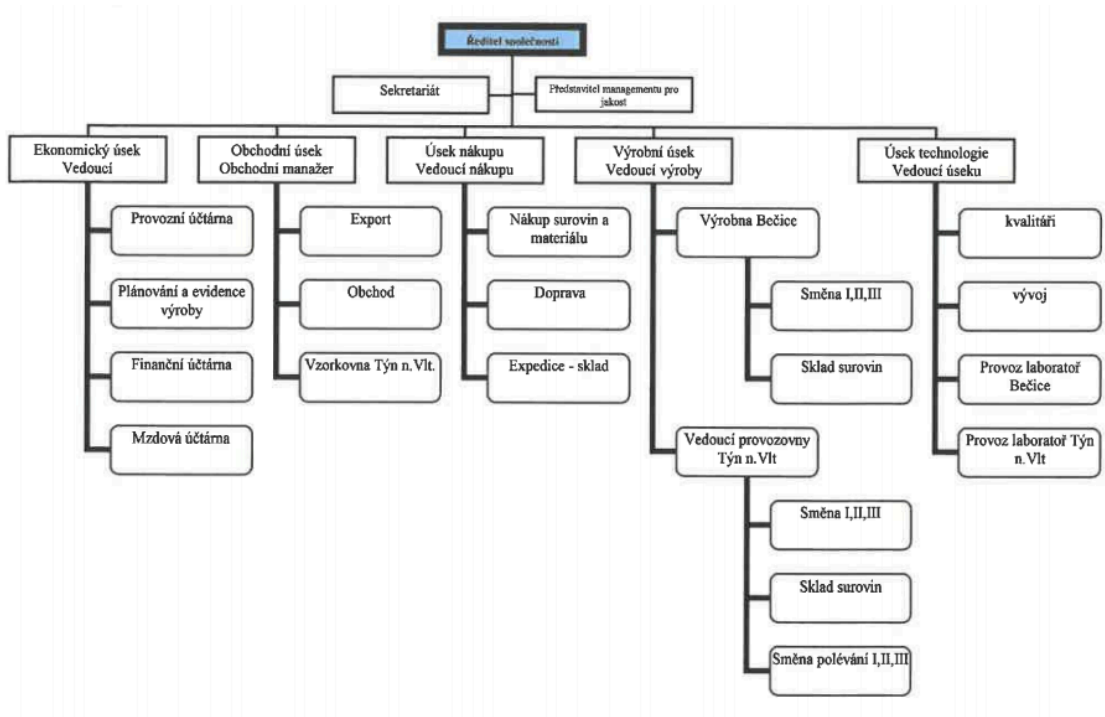 Ředitel společnosti
Sekretariát
Představitel managementu pro
jakost
Ekonomický úsek
Vedoucí
Obchodní úsek
Obchodní manažer
Úsek nákupu
Vedoucí nákupu
Výrobní úsek
Vedoucí výroby
Úsek technologie
Vedoucí úseku
Provozní účtárna
Plánování a evidence
výroby
Finanční účtárna
Mzdová účtárna
Export
Obchod
Vzorkovna Týn n.Vlt.
Nákup surovin a
materiálu
Doprava
Expedice - sklad
Výrobna Bečice
Směna I,II,III
Sklad surovin
Vedoucí provozovny
Týn n.Vlt
Směna I,II,III
Sklad surovin
Směna polévání I,II,III
kvalitáři
vývoj
Provoz laboratoř
Bečice
Provoz laboratoř Týn
n.Vlt